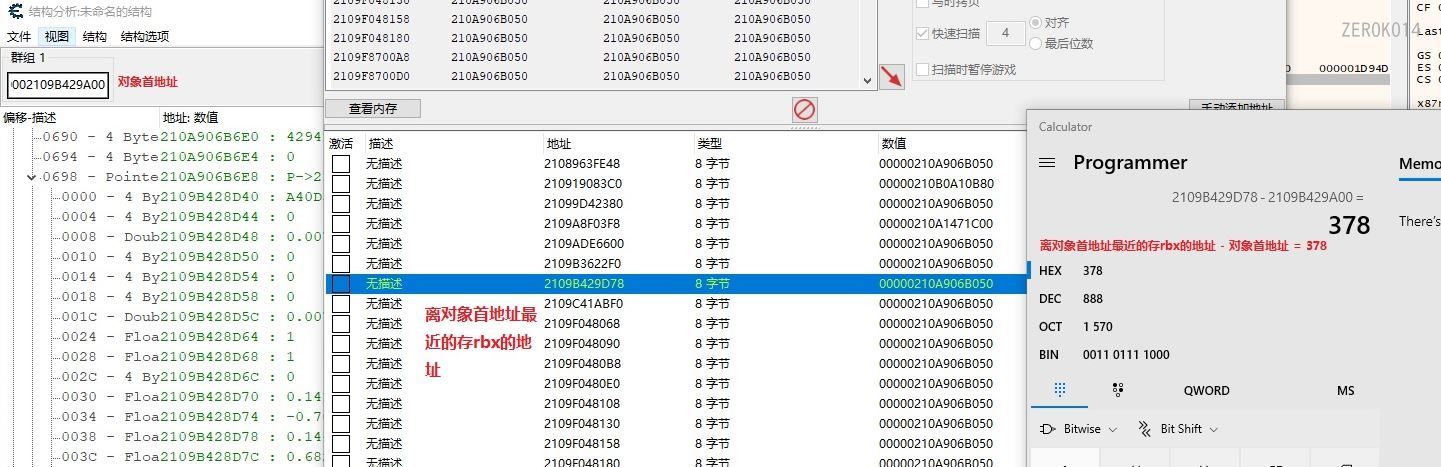 结构分析:未命名的结构
文件 视图 结构 结构选项
群组 1
002109B429A00 对象首地址
偏移-描述 地址: 数值
0690 - 4 Byte210A906B6E0 : 4294
0694 - 4 Byte210A906B6E4 : 0
0698 - Pointe210A906B6E8 : P->2
0000 - 4 By2109B428D40 : A40D
0004 - 4 By2109B428D44 : 0
0008 - Doub2109B428D48 : 0.00
0010 - 4 By2109B428D50 : 0
0014 - 4 By2109B428D54 : 0
0018 - 4 By2109B428D58 : 0
001C - Doub2109B428D5C : 0.00
0024 - Floa2109B428D64 : 1
0028 - Floa2109B428D68 : 1
002C - 4 By2109B428D6C : 0
0030 - Floa2109B428D70 : 0.14
0034 - Floa2109B428D74 : -0.7
0038 - Floa2109B428D78 : 0.14
003C - Floa2109B428D7C : 0.68
2109F048130 210A906B050 210A906B050 210A906B050
2109F048158 210A906B050 210A906B050 210A906B050
2109F048180 210A906B050 210A906B050 210A906B050
2109F8700A8 210A906B050 210A906B050 210A906B050
2109F8700D0 210A906B050 210A906B050 210A906B050
写时拷贝
快速扫描 4 对齐
最后位数
扫描时暂停游戏
查看内存 手动添加地址
激活 描述 地址 类型 数值
无描述 2108963FE48 8 字节 00000210A906B050
无描述 210919083C0 8 字节 00000210B0A10B80
无描述 21099D42380 8 字节 00000210A906B050
无描述 2109A8F03F8 8 字节 00000210A1471C00
无描述 2109ADE6600 8 字节 00000210A906B050
无描述 2109B3622F0 8 字节 00000210A906B050
无描述 2109B429D78 8 字节 00000210A906B050
无描述 2109C41ABF0 8 字节 00000210A906B050
无描述 2109F048068 8 字节 00000210A906B050
无描述 2109F048090 8 字节 00000210A906B050
无描述 2109F0480B8 8 字节 00000210A906B050
无描述 2109F0480E0 8 字节 00000210A906B050
无描述 2109F048108 8 字节 00000210A906B050
无描述 2109F048130 8 字节 00000210A906B050
无描述 2109F048158 8 字节 00000210A906B050
无描述 2109F048180 8 字节 00000210A906B050
离对象首地址最
近的存rbx的地
址
CF
Last
GS
ES
CS
x87r
ZEROK014
000001D94D
Calculator
Programmer
Memo
2109B429D78 - 2109B429A00 =
378
There's
离对象首地址最近的存rbx的地址 - 对象首地址 = 378
HEX 378
DEC 888
OCT 1 570
BIN 0011 0111 1000
QWORD MS
Bitwise Bit Shift